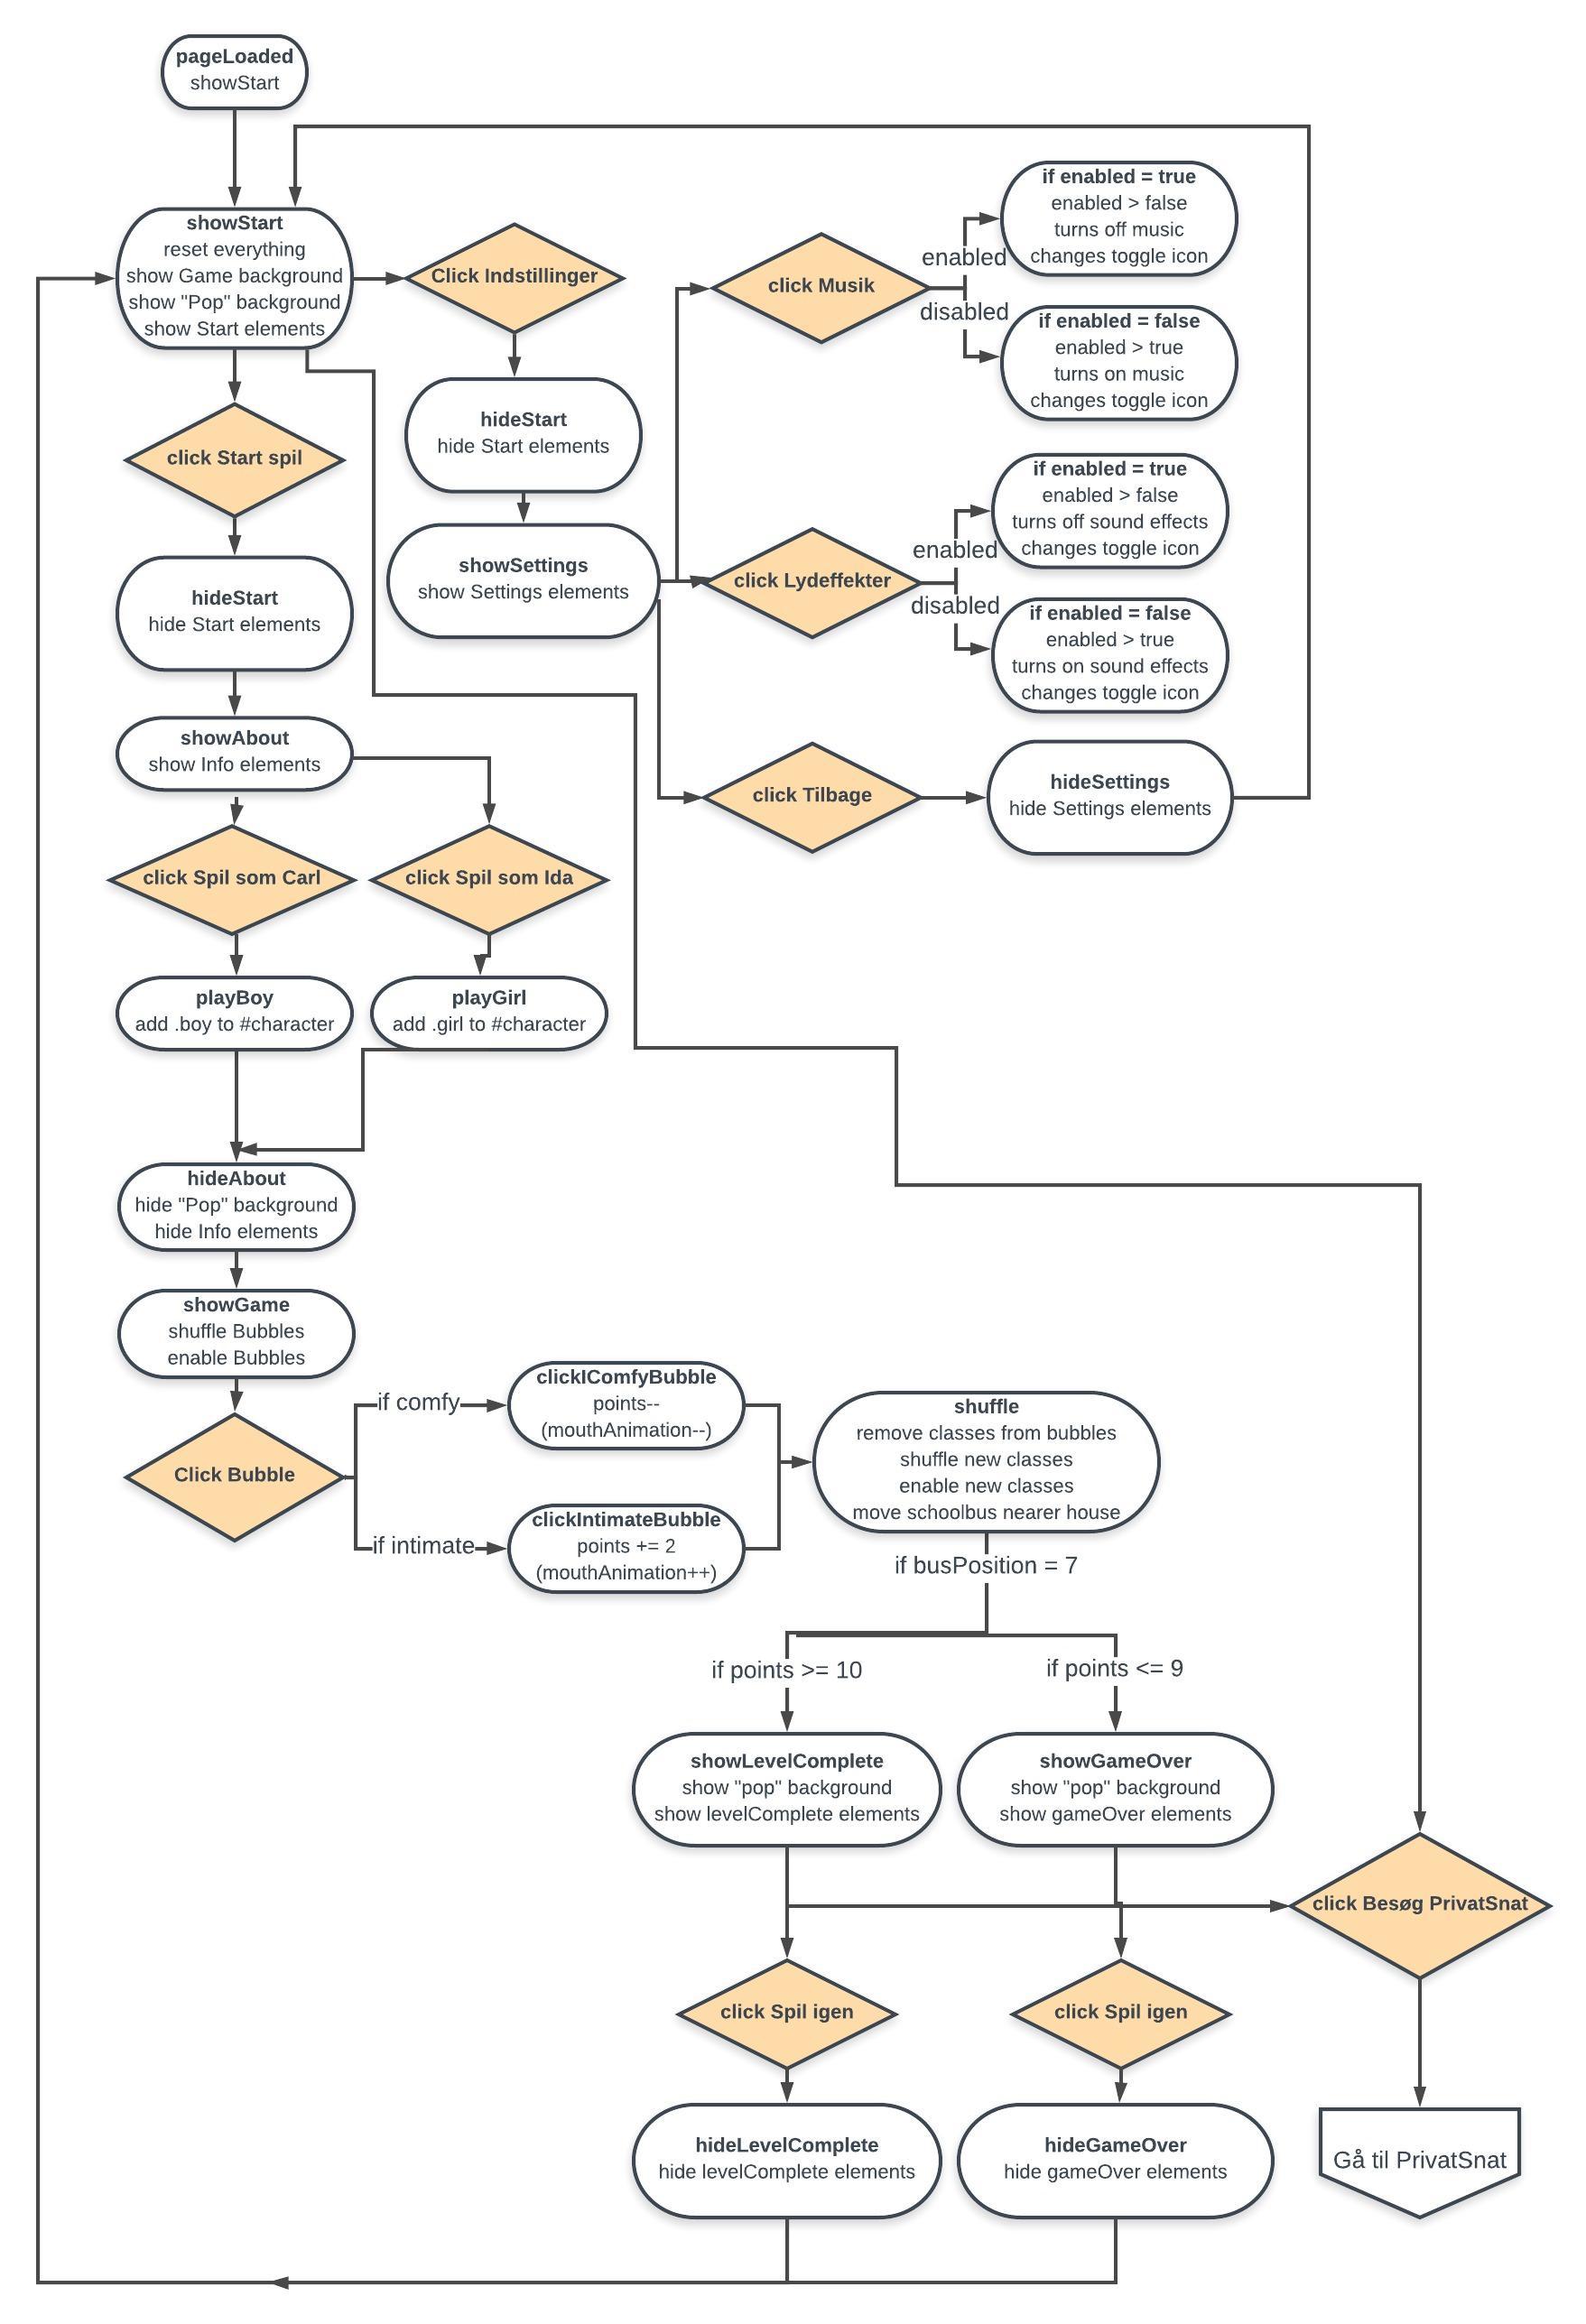 pageLoaded
showStart
showStart
reset everything
show Game background
show "Pop" background
show Start elements
Click Indstillinger
hideStart
hide Start elements
showSettings
show Settings elements
click Musik
enabled
disabled
if enabled = true
enabled > false
turns off music
changes toggle icon
if enabled = false
enabled > true
turns on music
changes toggle icon
click Lydeffekter
enabled
disabled
if enabled = true
enabled > false
turns off sound effects
changes toggle icon
if enabled = false
enabled > true
turns on sound effects
changes toggle icon
click Tilbage
hideSettings
hide Settings elements
click Start spil
hideStart
hide Start elements
showAbout
show Info elements
click Spil som Carl
click Spil som Ida
playBoy
add .boy to #character
playGirl
add .girl to #character
hideAbout
hide "Pop" background
hide Info elements
showGame
shuffle Bubbles
enable Bubbles
Click Bubble
if comfy
if intimate
clickIComfyBubble
points--
(mouthAnimation--)
clickIntimateBubble
points += 2
(mouthAnimation++)
shuffle
remove classes from bubbles
shuffle new classes
enable new classes
move schoolbus nearer house
if busPosition = 7
if points >= 10
if points <= 9
showLevelComplete
show "pop" background
show levelComplete elements
showGameOver
show "pop" background
show gameOver elements
click Besøg PrivatSnat
click Spil igen
click Spil igen
hideLevelComplete
hide levelComplete elements
hideGameOver
hide gameOver elements
Gå til PrivatSnat